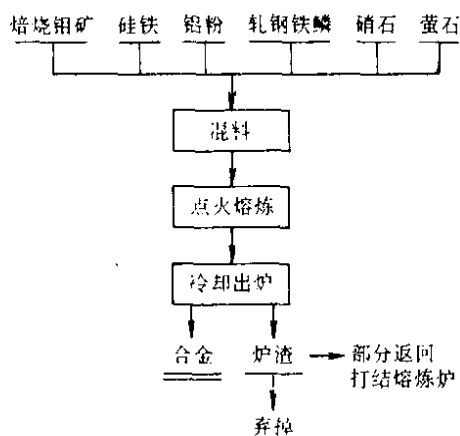 焙烧钼矿 硅铁 铝粉 轧钢铁鳞 硝石 萤石
混料
点火熔炼
冷却出炉
合金 炉渣 部分返回
打结熔炼炉
弃掉